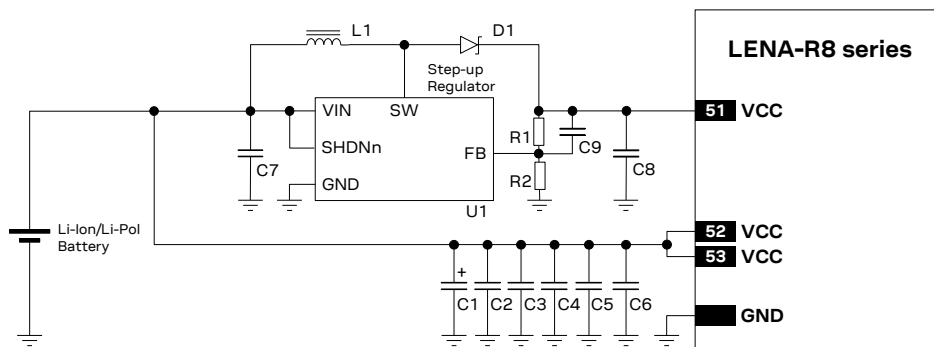 L1
D1
LENA-R8 series
Step-up
Regulator
VIN
SW
51 VCC
R1
C9
SHDNn
FB
C7
C8
R2
GND
U1
Li-Ion/Li-Pol
Battery
52 VCC
53 VCC
+
C1
C2
C3
C4
C5
C6
GND